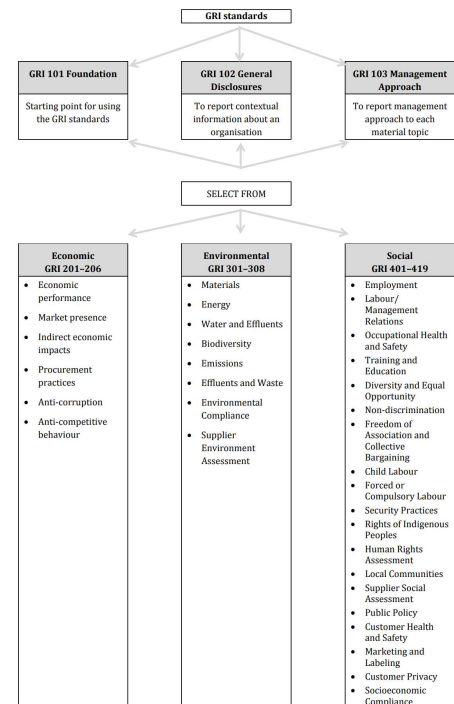 GRI standards
GRI 101 Foundation
Starting point for using
the GRI standards
GRI 102 General
Disclosures
To report contextual
information about an
organisation
GRI 103 Management
Approach
To report management
approach to each
material topic
SELECT FROM
Economic
GRI 201–206
• Economic
performance
• Market presence
• Indirect economic
impacts
• Procurement
practices
• Anti-corruption
• Anti-competitive
behaviour
Environmental
GRI 301–308
• Materials
• Energy
• Water and Effluents
• Biodiversity
• Emissions
• Effluents and Waste
• Environmental
Compliance
• Supplier
Environment
Assessment
Social
GRI 401–419
• Employment
• Labour/
Management
Relations
• Occupational Health
and Safety
• Training and
Education
• Diversity and Equal
Opportunity
• Non-discrimination
• Freedom of
Association and
Collective
Bargaining
• Child Labour
• Forced or
Compulsory Labour
• Security Practices
• Rights of Indigenous
Peoples
• Human Rights
Assessment
• Local Communities
• Supplier Social
Assessment
• Public Policy
• Customer Health
and Safety
• Marketing and
Labeling
• Customer Privacy
• Socioeconomic
Compliance